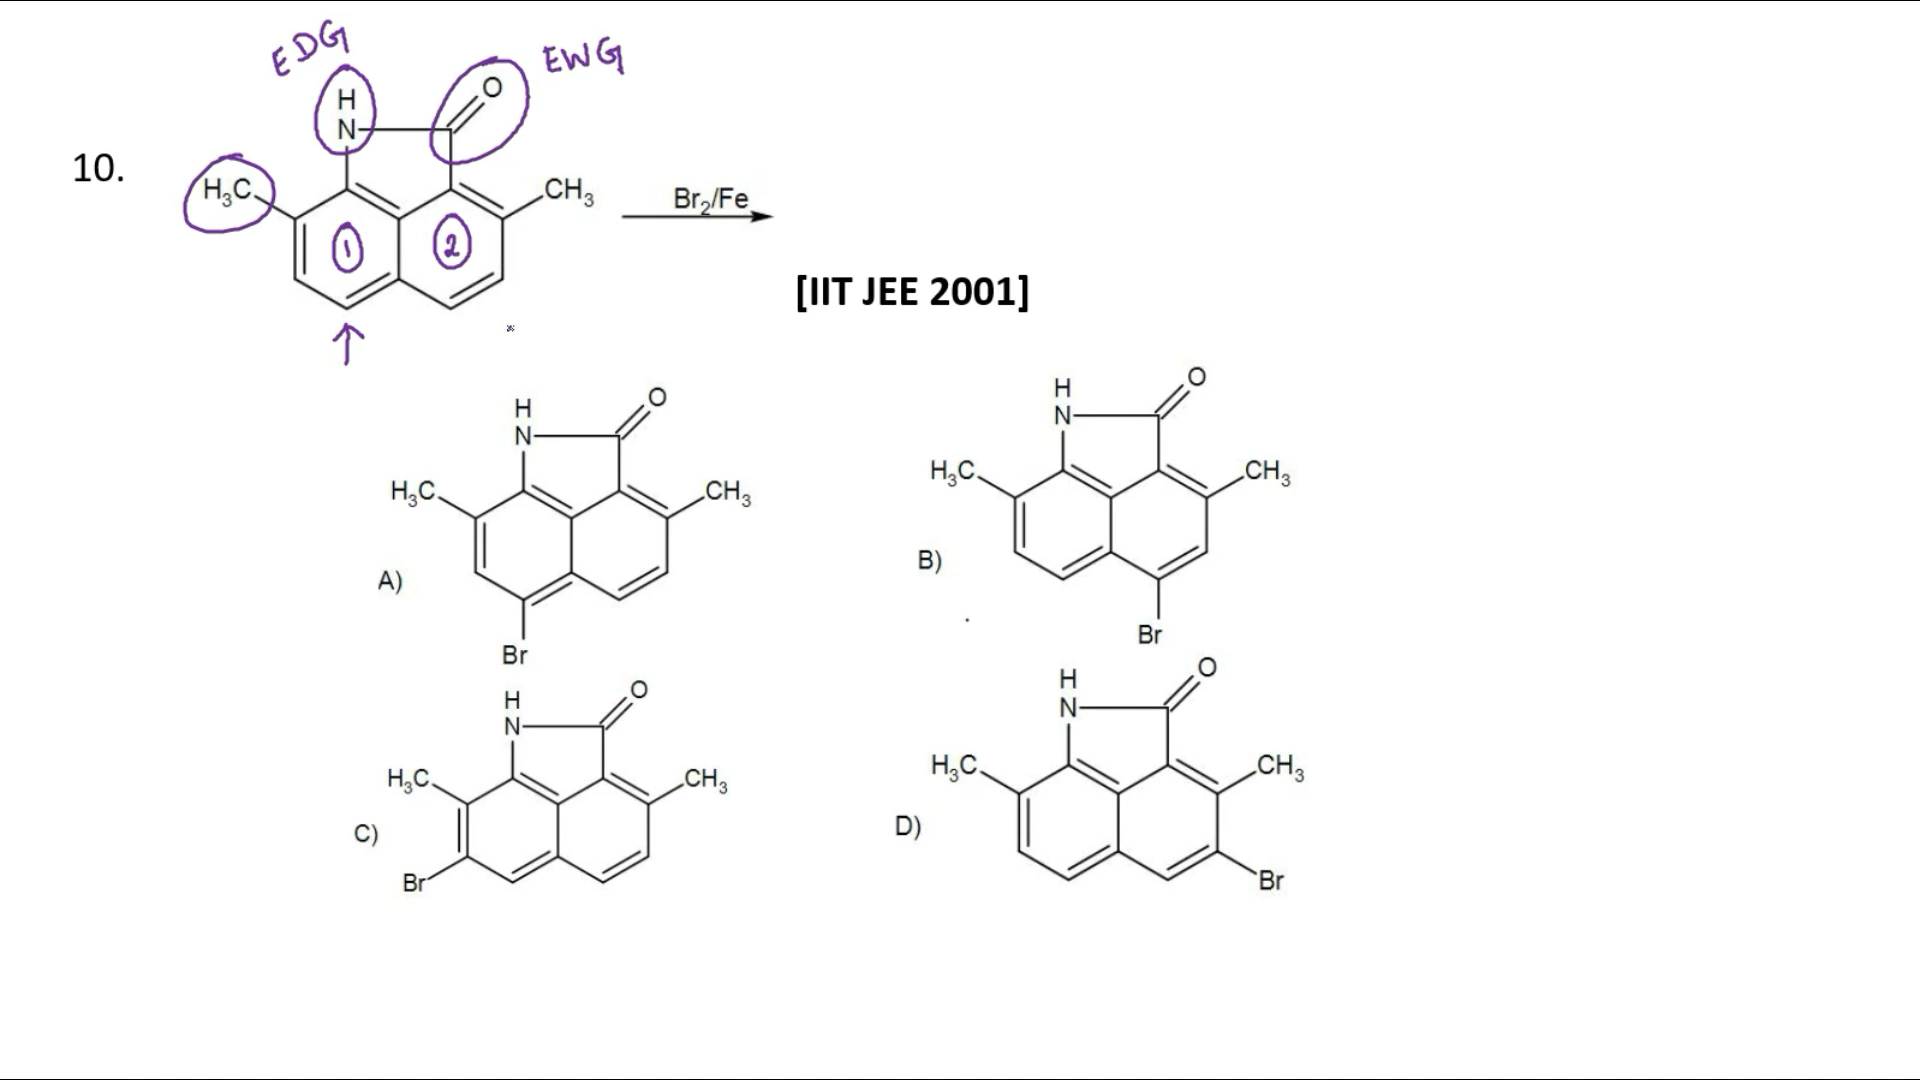 EDG
EWG
H
N
O
10.
H₃C
CH₃
Br₂/Fe
1
2
[IIT JEE 2001]
H
N
O
H₃C
CH₃
A)
Br
H
N
O
H₃C
CH₃
B)
Br
H
N
O
H₃C
CH₃
C)
Br
H
N
O
H₃C
CH₃
D)
Br